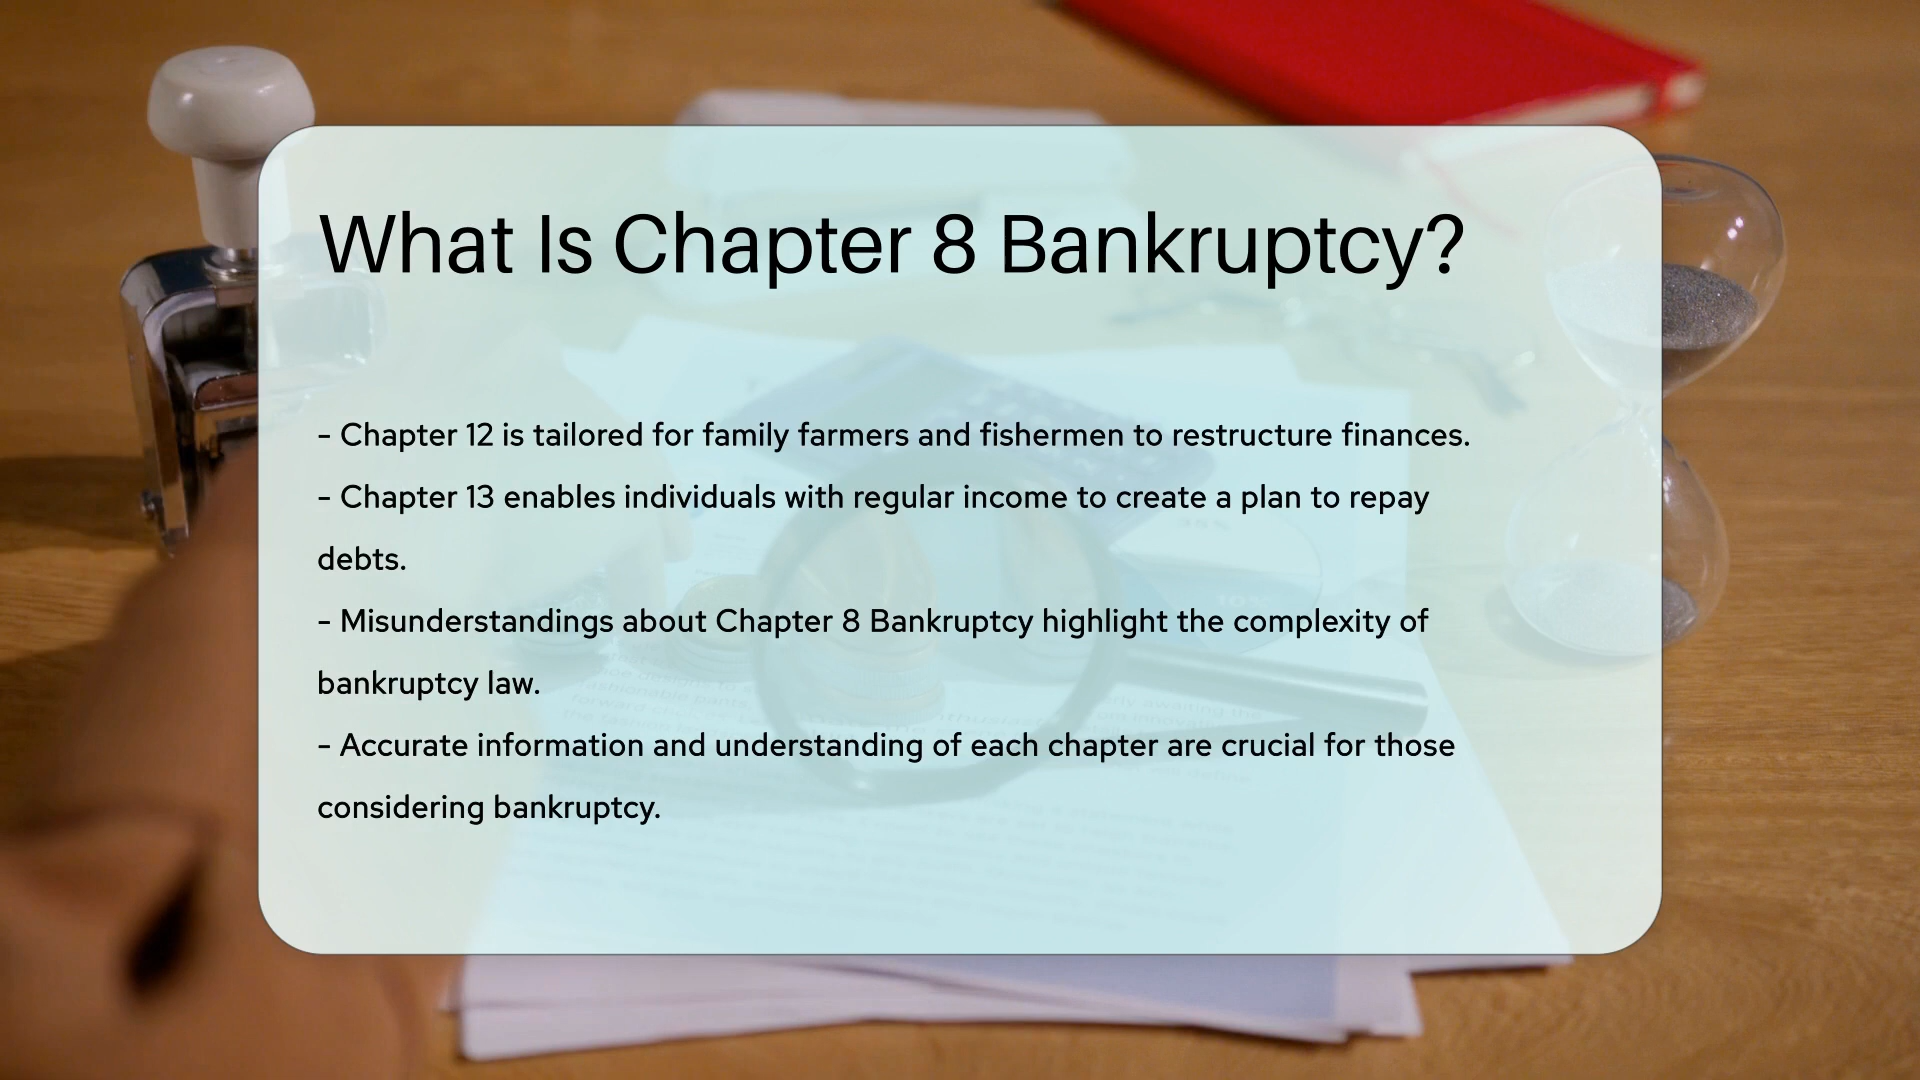 What Is Chapter 8 Bankruptcy?
– Chapter 12 is tailored for family farmers and fishermen to restructure finances.
– Chapter 13 enables individuals with regular income to create a plan to repay
debts.
– Misunderstandings about Chapter 8 Bankruptcy highlight the complexity of
bankruptcy law.
– Accurate information and understanding of each chapter are crucial for those
considering bankruptcy.